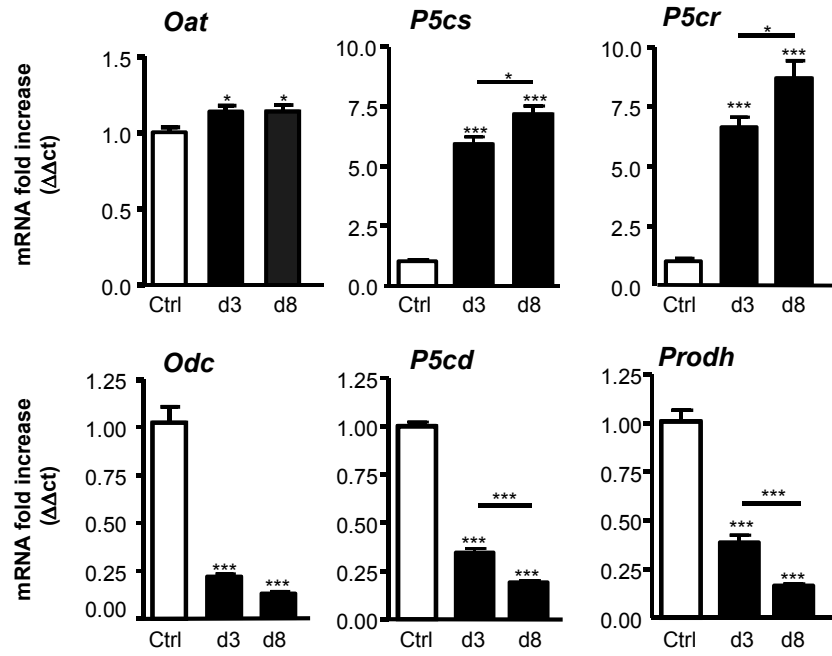 Oat
mRNA fold increase
(ΔΔct)
1.5
1.0
0.5
0.0
*
*
Ctrl
d3
d8
P5cs
10.0
7.5
5.0
2.5
0.0
*
***
***
Ctrl
d3
d8
P5cr
10.0
7.5
5.0
2.5
0.0
*
***
***
Ctrl
d3
d8
Odc
mRNA fold increase
(ΔΔct)
1.25
1.00
0.75
0.50
0.25
0.00
***
***
Ctrl
d3
d8
P5cd
1.25
1.00
0.75
0.50
0.25
0.00
***
***
***
Ctrl
d3
d8
Prodh
1.25
1.00
0.75
0.50
0.25
0.00
***
***
***
Ctrl
d3
d8